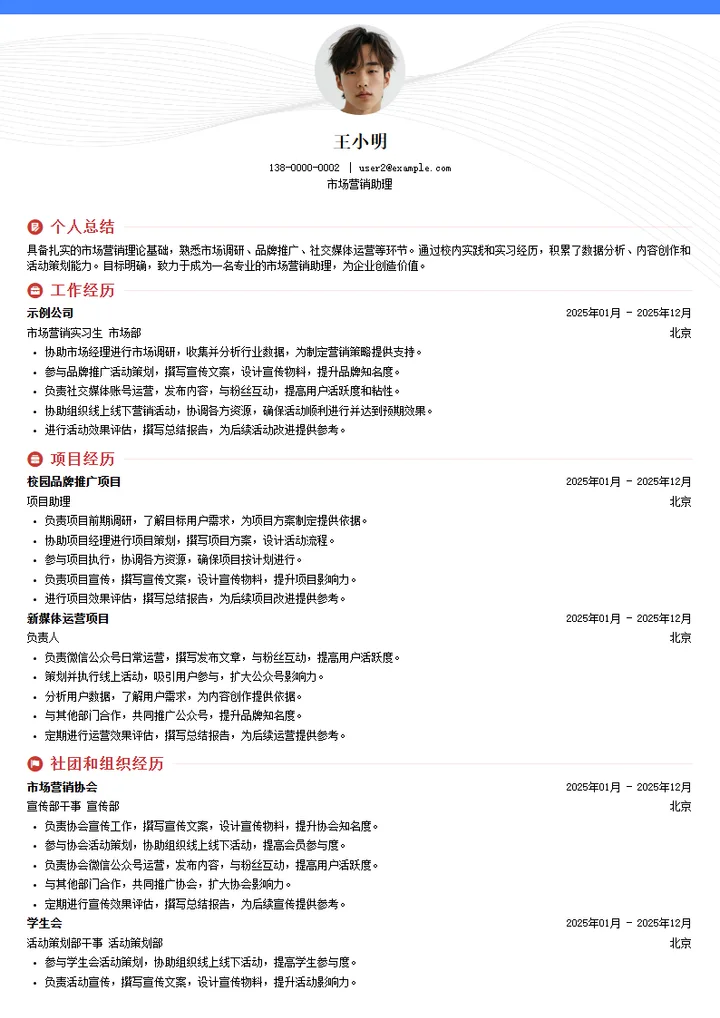 王小明
138-0000-0002 | user2@example.com
市场营销助理
个人总结
具备扎实的市场营销理论基础，熟悉市场调研、品牌推广、社交媒体运营等环节。通过校内实践和实习经历，积累了数据分析、内容创作和
活动策划能力。目标明确，致力于成为一名专业的市场营销助理，为企业创造价值。
工作经历
示创公司 2025年01月 - 2025年12月
市场营销实习生 市场部 北京
• 协助市场经理进行市场调研，收集并分析行业数据，为制定营销策略提供支持。
• 参与品牌推广活动策划，撰写宣传文案，设计宣传物料，提升品牌知名度。
• 负责社交媒体账号运营，发布内容，与粉丝互动，提高用户活跃度和粘性。
• 协助组织线上线下营销活动，协调各方资源，确保活动顺利进行并达到预期效果。
• 进行活动效果评估，撰写总结报告，为后续活动改进提供参考。
项目经历
校园品牌推广项目 2025年01月 - 2025年12月
项目助理 北京
• 负责项目前期调研，了解目标用户需求，为项目方案制定提供依据。
• 协助项目经理进行项目策划，撰写项目方案，设计活动流程。
• 参与项目执行，协调各方资源，确保项目按计划进行。
• 负责项目宣传，撰写宣传文案，设计宣传物料，提升项目影响力。
• 进行项目效果评估，撰写总结报告，为后续项目改进提供参考。
新媒体运营项目 2025年01月 - 2025年12月
负责人 北京
• 负责微信公众号日常运营，撰写发布文章，与粉丝互动，提高用户活跃度。
• 策划并执行线上活动，吸引用户参与，扩大公众号影响力。
• 分析用户数据，了解用户需求，为内容创作提供依据。
• 与其他部门合作，共同推广公众号，提升品牌知名度。
• 定期进行运营效果评估，撰写总结报告，为后续运营提供参考。
社团和组织经历
市场营销协会 2025年01月 - 2025年12月
宣传部干事 宣传部 北京
• 负责协会宣传工作，撰写宣传文案，设计宣传物料，提升协会知名度。
• 参与协会活动策划，协助组织线上线下活动，提高会员参与度。
• 负责协会微信公众号运营，发布内容，与粉丝互动，提高用户活跃度。
• 与其他部门合作，共同推广协会，扩大协会影响力。
• 定期进行宣传效果评估，撰写总结报告，为后续宣传提供参考。
学生会 2025年01月 - 2025年12月
活动策划部干事 活动策划部 北京
• 参与学生会活动策划，协助组织线上线下活动，提高学生参与度。
• 负责活动宣传，撰写宣传文案，设计宣传物料，提升活动影响力。